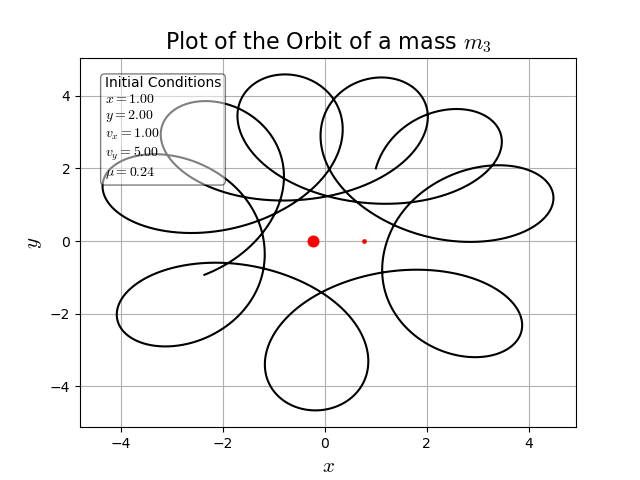 Plot of the Orbit of a mass m₃
Initial Conditions
x = 1.00
y = 2.00
vₓ = 1.00
v_y = 5.00
μ = 0.24
4
2
0
−2
−4
y
−4 −2 0 2 4
x